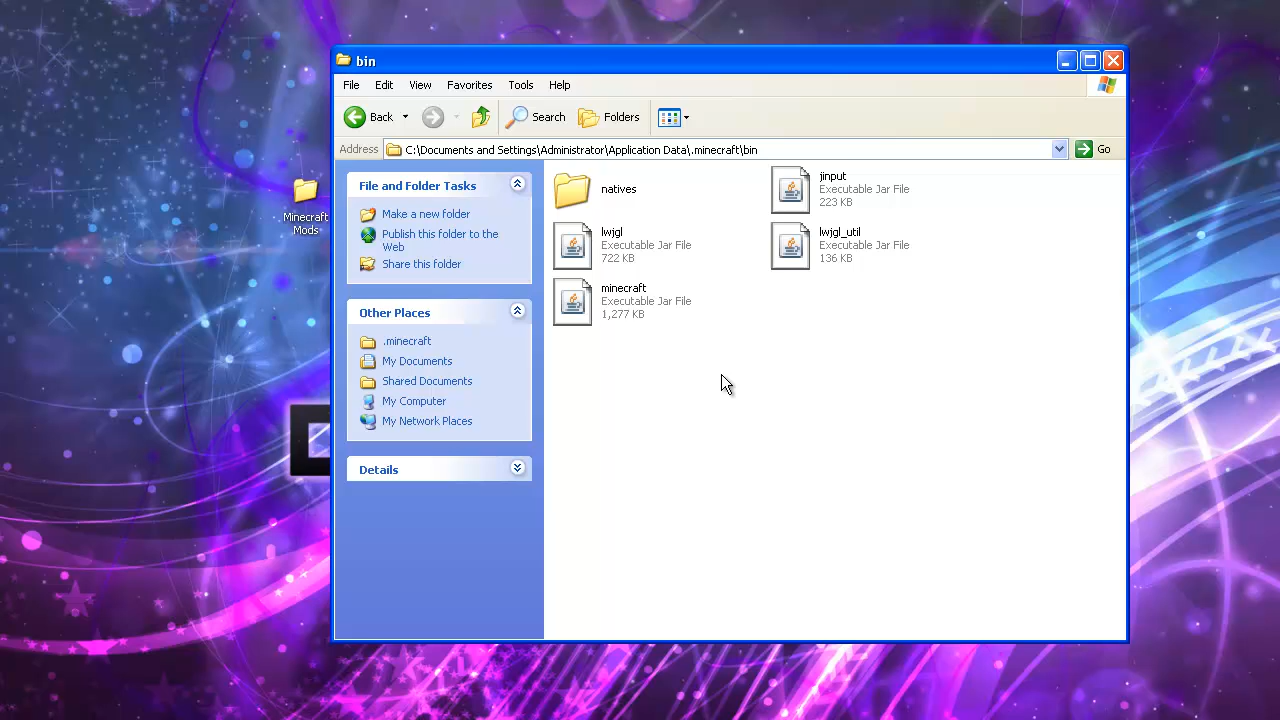 bin
File Edit View Favorites Tools Help
Back Search Folders
Address C:\Documents and Settings\Administrator\Application Data\.minecraft\bin Go
File and Folder Tasks
Make a new folder
Publish this folder to the
Web
Share this folder
Other Places
.minecraft
My Documents
Shared Documents
My Computer
My Network Places
Details
natives
jinput
Executable Jar File
223 KB
lwjgl
Executable Jar File
722 KB
lwjgl_util
Executable Jar File
136 KB
minecraft
Executable Jar File
1,277 KB
Minecraft
Mods